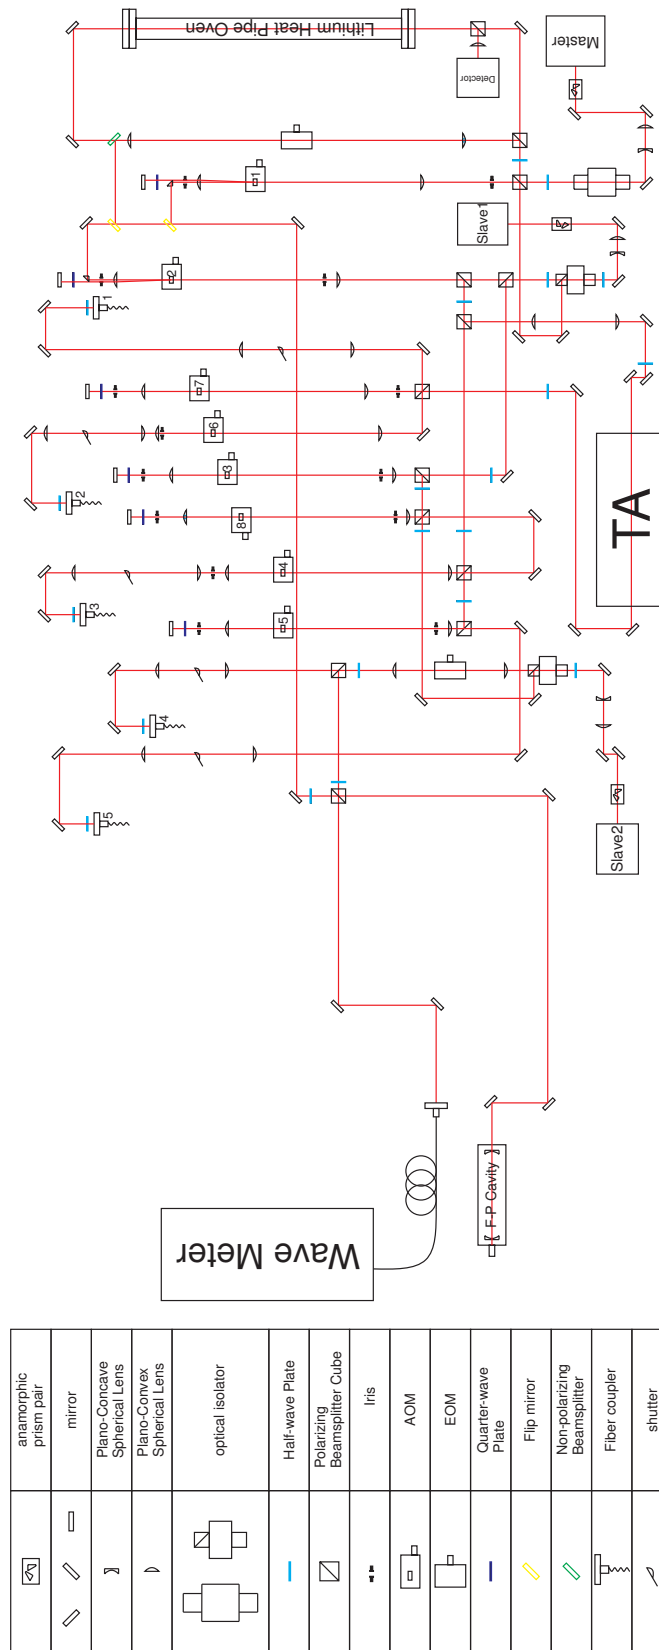 Lithium Heat Pipe Oven
Master
Detector
1
Slave1
2
1
7
6
3
2
8
TA
4
3
5
4
5
Slave2
F-P Cavity
Wave Meter
anamorphic
prism pair
mirror
Plano-Concave
Spherical Lens
Plano-Convex
Spherical Lens
optical isolator
Half-wave Plate
Polarizing
Beamsplitter Cube
Iris
AOM
EOM
Quarter-wave
Plate
Flip mirror
Non-polarizing
Beamsplitter
Fiber coupler
shutter